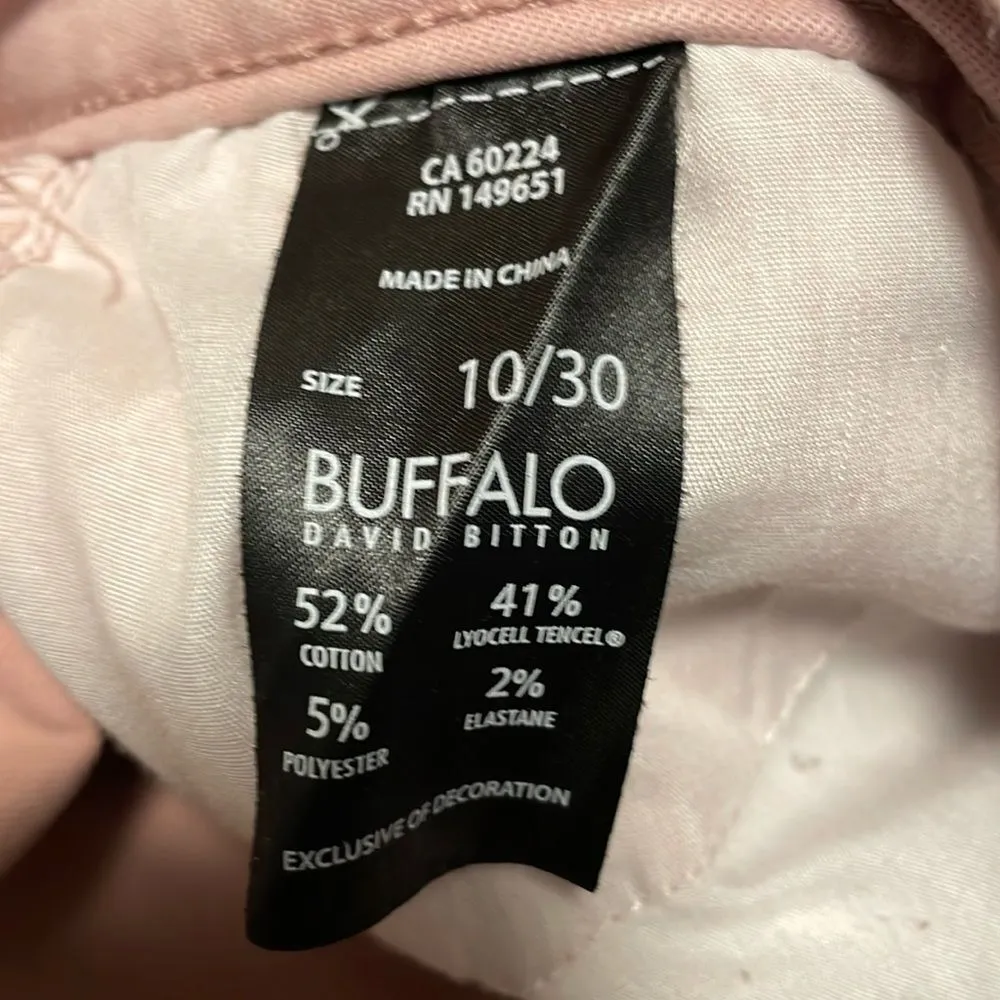 CA 60224
RN 149651
MADE IN CHINA
SIZE 10/30
BUFFALO
DAVID BITTON
52% 41%
COTTON LYOCELL TENCEL®
5% 2%
POLYESTER ELASTANE
EXCLUSIVE OF DECORATION